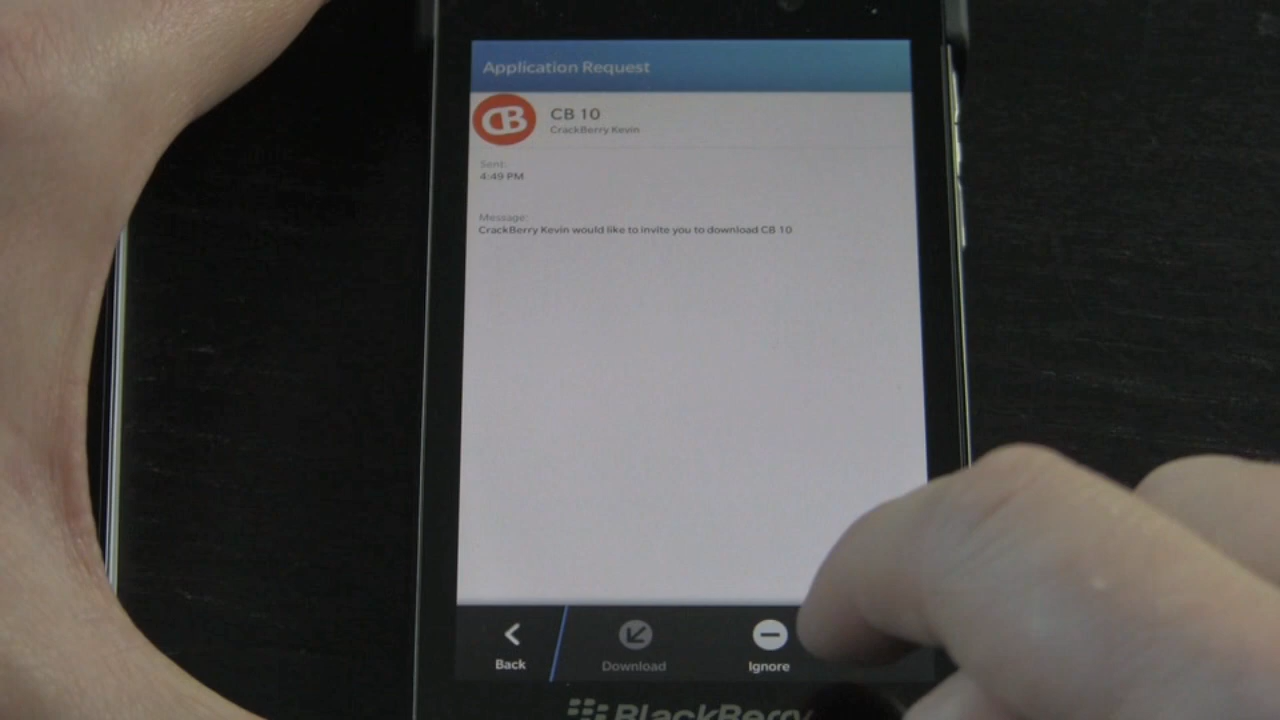 Application Request
CB
CB 10
CrackBerry Kevin
Sent:
4:49 PM
Message:
CrackBerry Kevin would like to invite you to download CB 10
Back
Download
Ignore
BlackBerry